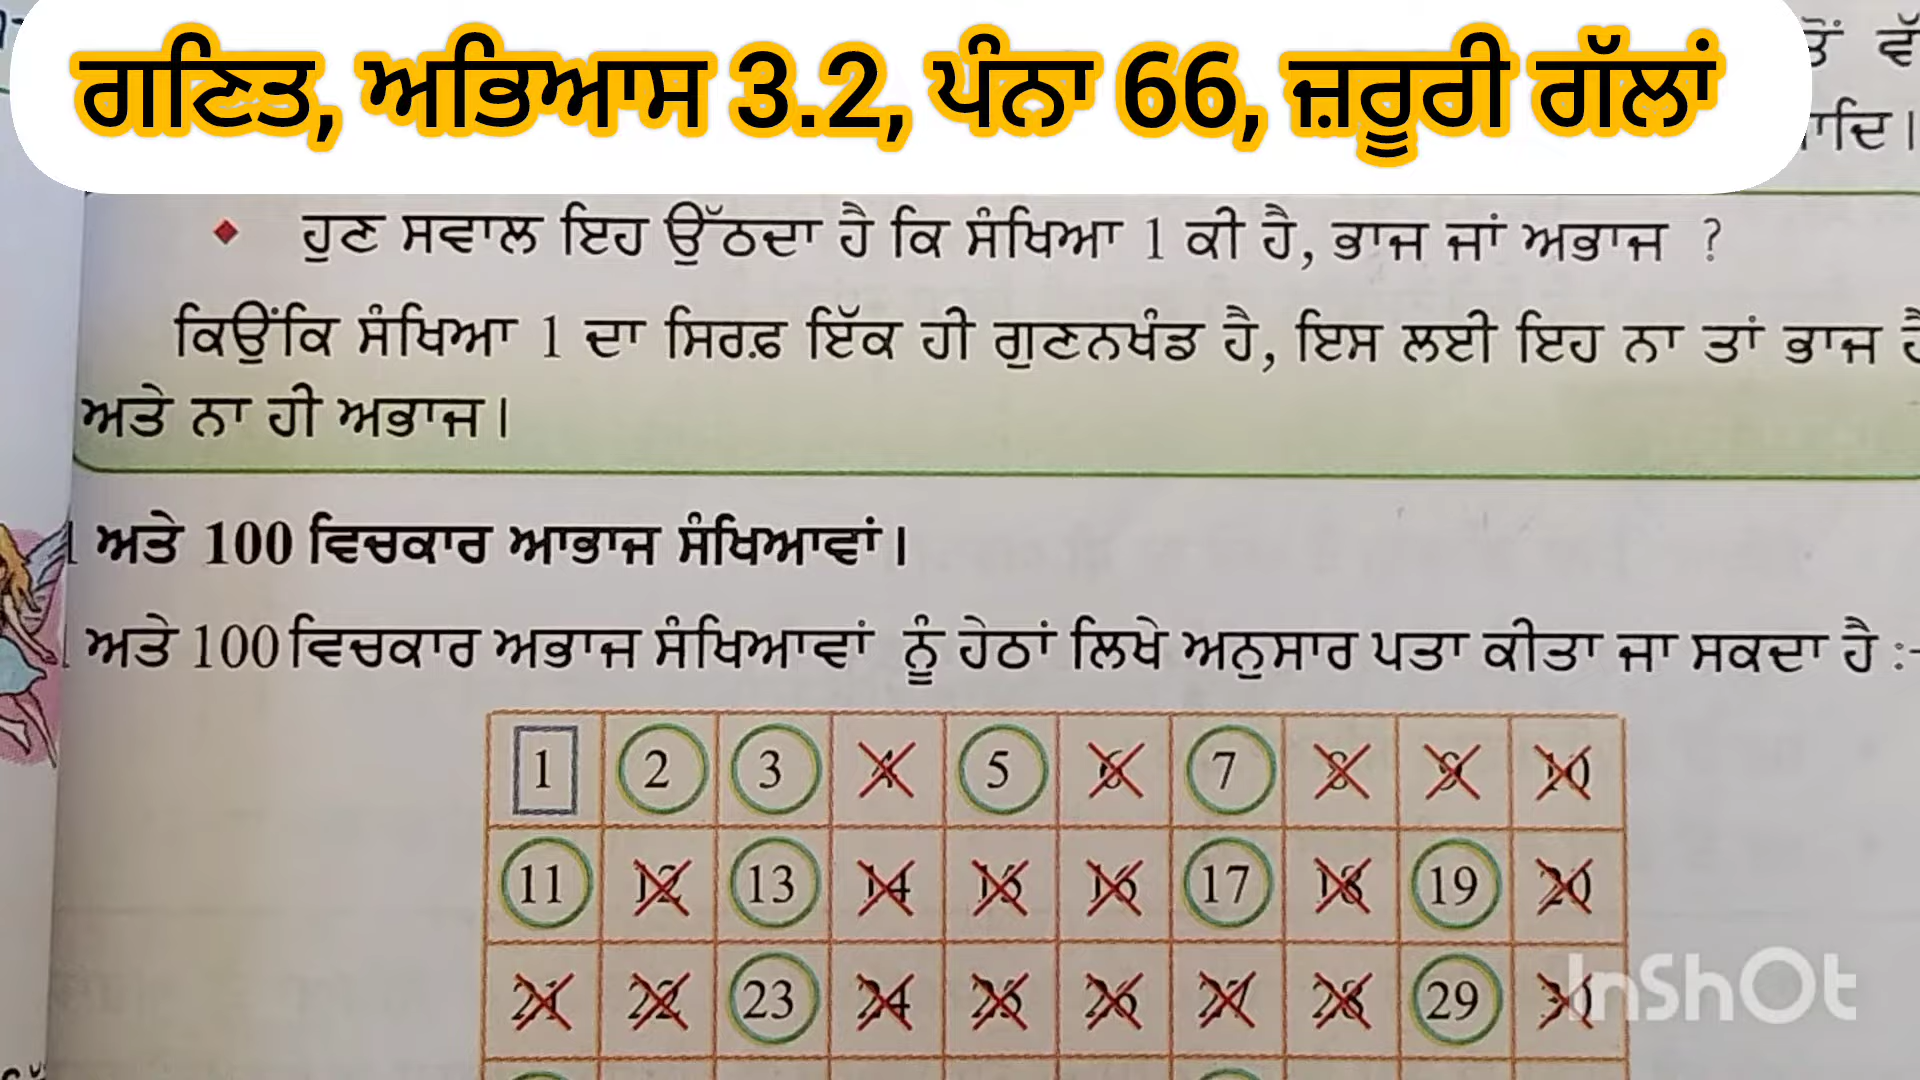 ਗਣਿਤ, ਅਭਿਆਸ 3.2, ਪੰਨਾ 66, ਜ਼ਰੂਰੀ ਗੱਲਾਂ
ਹੁਣ ਸਵਾਲ ਇਹ ਉੱਠਦਾ ਹੈ ਕਿ ਸੰਖਿਆ 1 ਕੀ ਹੈ, ਭਾਜ ਜਾਂ ਅਭਾਜ ?
ਕਿਉਂਕਿ ਸੰਖਿਆ 1 ਦਾ ਸਿਰਫ਼ ਇੱਕ ਹੀ ਗੁਣਨਖੰਡ ਹੈ, ਇਸ ਲਈ ਇਹ ਨਾ ਤਾਂ ਭਾਜ ਹੈ
ਅਤੇ ਨਾ ਹੀ ਅਭਾਜ।
1 ਅਤੇ 100 ਵਿਚਕਾਰ ਆਭਾਜ ਸੰਖਿਆਵਾਂ।
1 ਅਤੇ 100 ਵਿਚਕਾਰ ਅਭਾਜ ਸੰਖਿਆਵਾਂ ਨੂੰ ਹੇਠਾਂ ਲਿਖੇ ਅਨੁਸਾਰ ਪਤਾ ਕੀਤਾ ਜਾ ਸਕਦਾ ਹੈ :-
1 2 3 4 5 6 7 8 9 10
11 12 13 14 15 16 17 18 19 20
21 22 23 24 25 26 27 28 29 30
InShOt